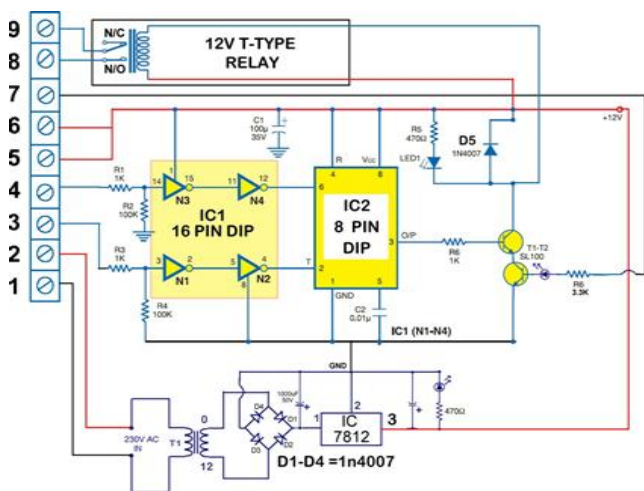 9
8
7
6
5
4
3
2
1
N/C
N/O
12V T-TYPE
RELAY
+12V
C1
100µ
35V
R5
470Ω
LED1
D5
1N4007
R1
1K
R2
100K
14
1
15
11
12
N3
N4
IC1
16 PIN DIP
R3
1K
3
2
5
4
N1
N2
8
R4
100K
R
Vcc
4
8
6
IC2
8 PIN
DIP
3
O/P
T
2
1
5
GND
C2
0.01µ
R6
1K
T1-T2
SL100
R6
3.3K
IC1 (N1-N4)
GND
230V AC
IN
T1
0
12
D4
D1
D3
D2
1000uF
50V
1
2
3
IC
7812
470Ω
D1-D4 =1n4007